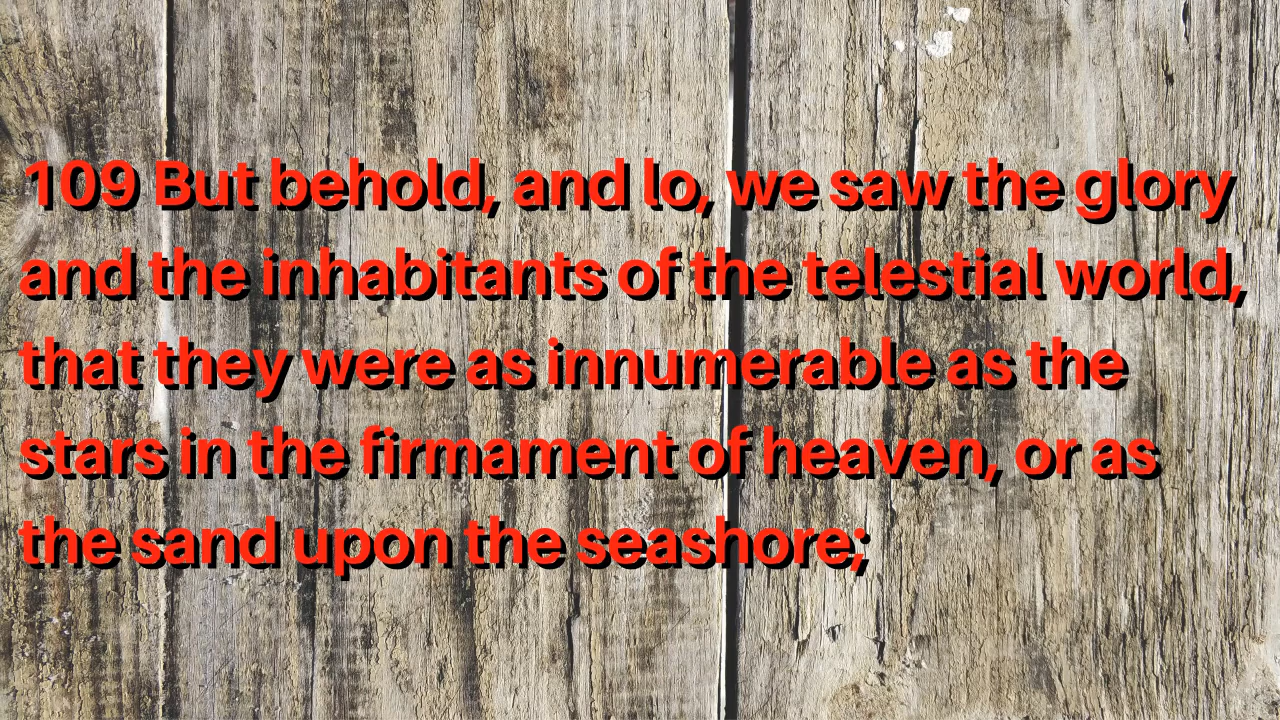 109 But behold, and lo, we saw the glory
and the inhabitants of the telestial world,
that they were as innumerable as the
stars in the firmament of heaven, or as
the sand upon the seashore;